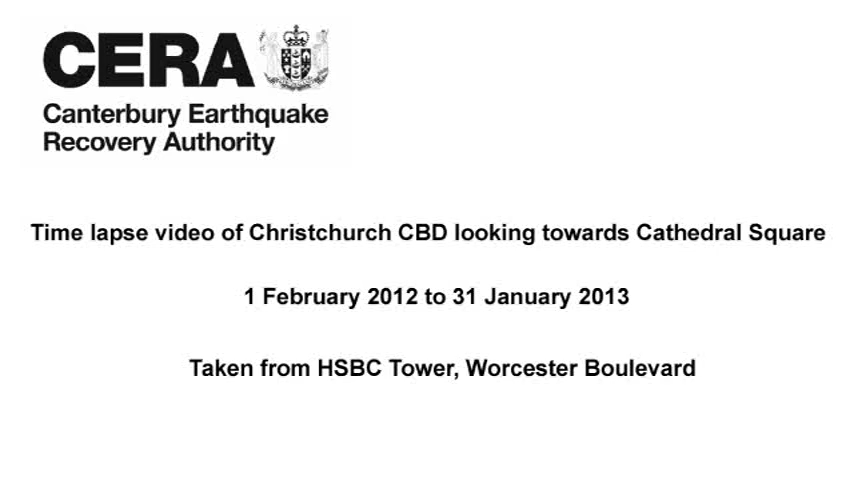 CERA
Canterbury Earthquake
Recovery Authority
Time lapse video of Christchurch CBD looking towards Cathedral Square
1 February 2012 to 31 January 2013
Taken from HSBC Tower, Worcester Boulevard